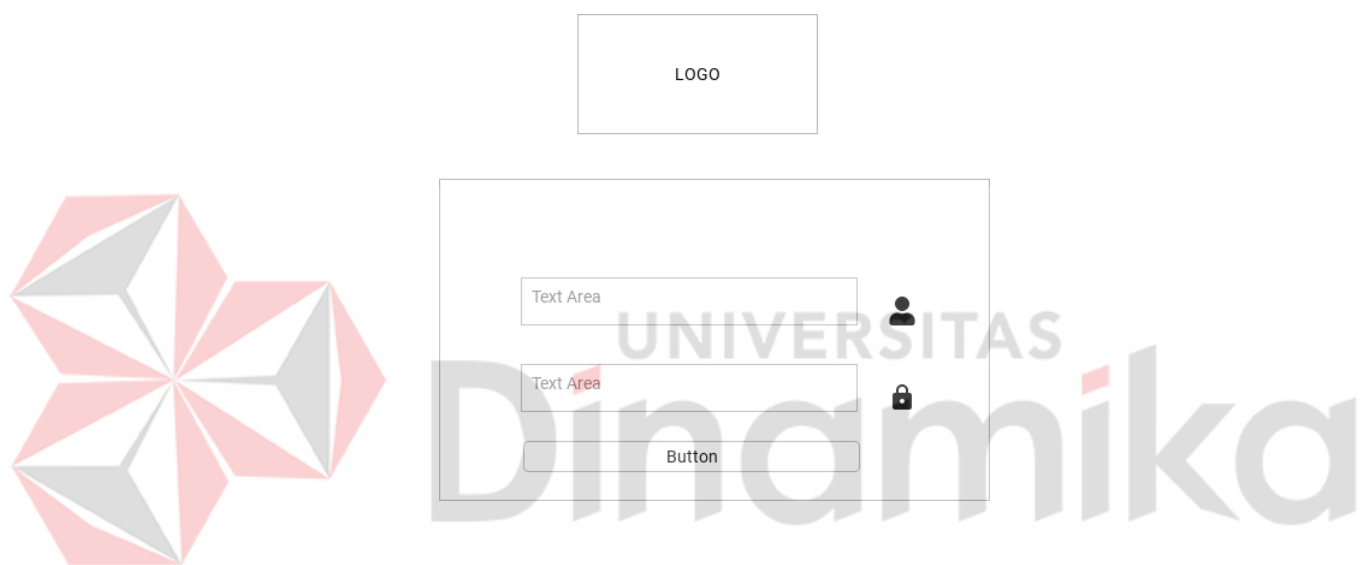 LOGO
Text Area
UNIVERSITAS
Text Area
Dinamika
Button